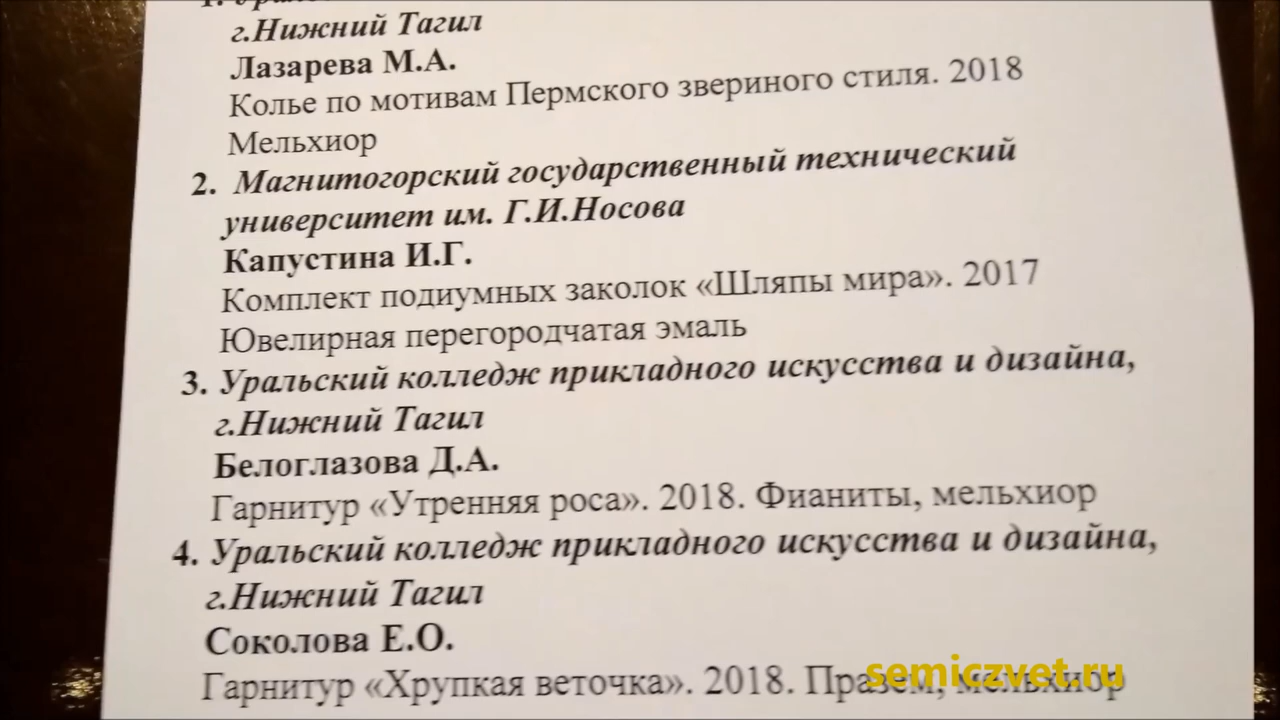 г.Нижний Тагил
Лазарева М.А.
Колье по мотивам Пермского звериного стиля. 2018
Мельхиор
2. Магнитогорский государственный технический
университет им. Г.И.Носова
Капустина И.Г.
Комплект подиумных заколок «Шляпы мира». 2017
Ювелирная перегородчатая эмаль
3. Уральский колледж прикладного искусства и дизайна,
г.Нижний Тагил
Белоглазова Д.А.
Гарнитур «Утренняя роса». 2018. Фианиты, мельхиор
4. Уральский колледж прикладного искусства и дизайна,
г.Нижний Тагил
Соколова Е.О.
Гарнитур «Хрупкая веточка». 2018. Празем, мельхиор
semiczvet.ru